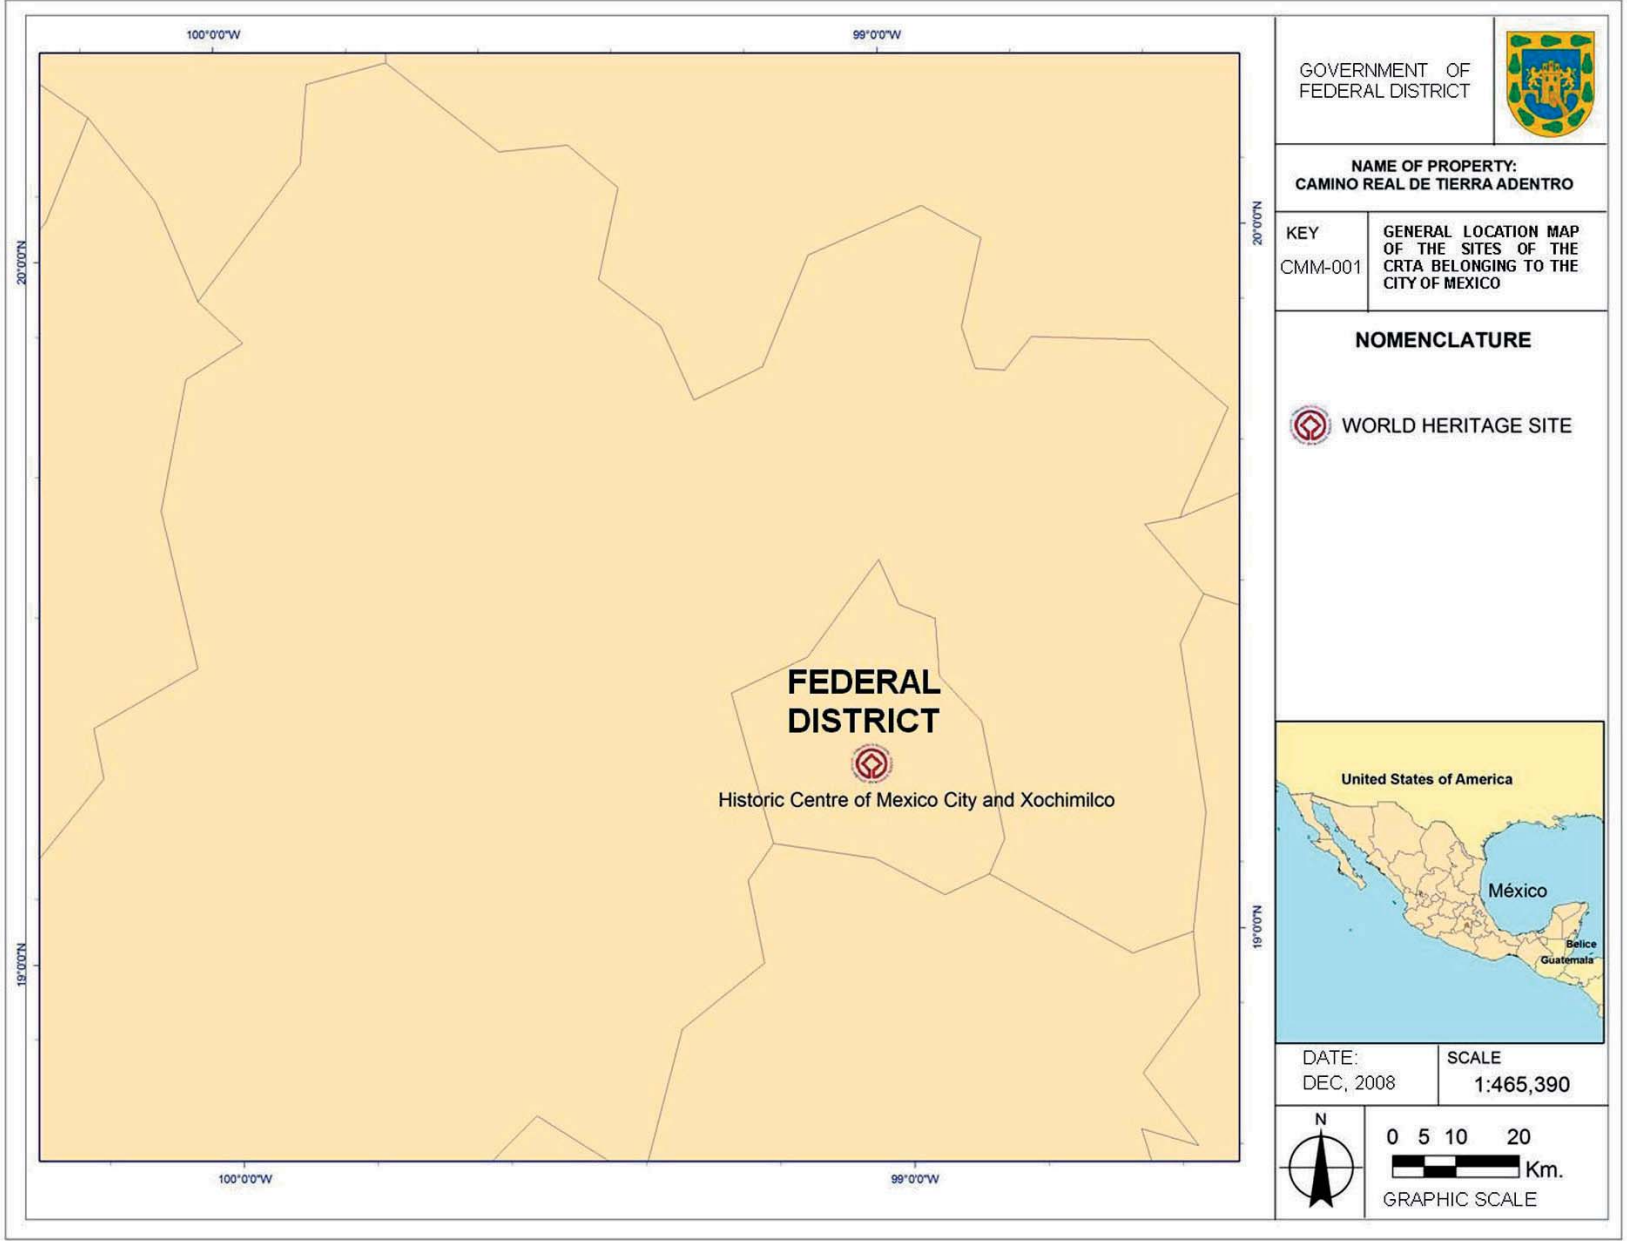 100°0'0"W
99°0'0"W
20°0'0"N
20°0'0"N
FEDERAL
DISTRICT
Historic Centre of Mexico City and Xochimilco
19°0'0"N
19°0'0"N
100°0'0"W
99°0'0"W
GOVERNMENT OF
FEDERAL DISTRICT
NAME OF PROPERTY:
CAMINO REAL DE TIERRA ADENTRO
KEY
CMM-001
GENERAL LOCATION MAP
OF THE SITES OF THE
CRTA BELONGING TO THE
CITY OF MEXICO
NOMENCLATURE
WORLD HERITAGE SITE
United States of America
México
Belice
Guatemala
DATE:
DEC, 2008
SCALE
1:465,390
N
0 5 10 20
Km.
GRAPHIC SCALE